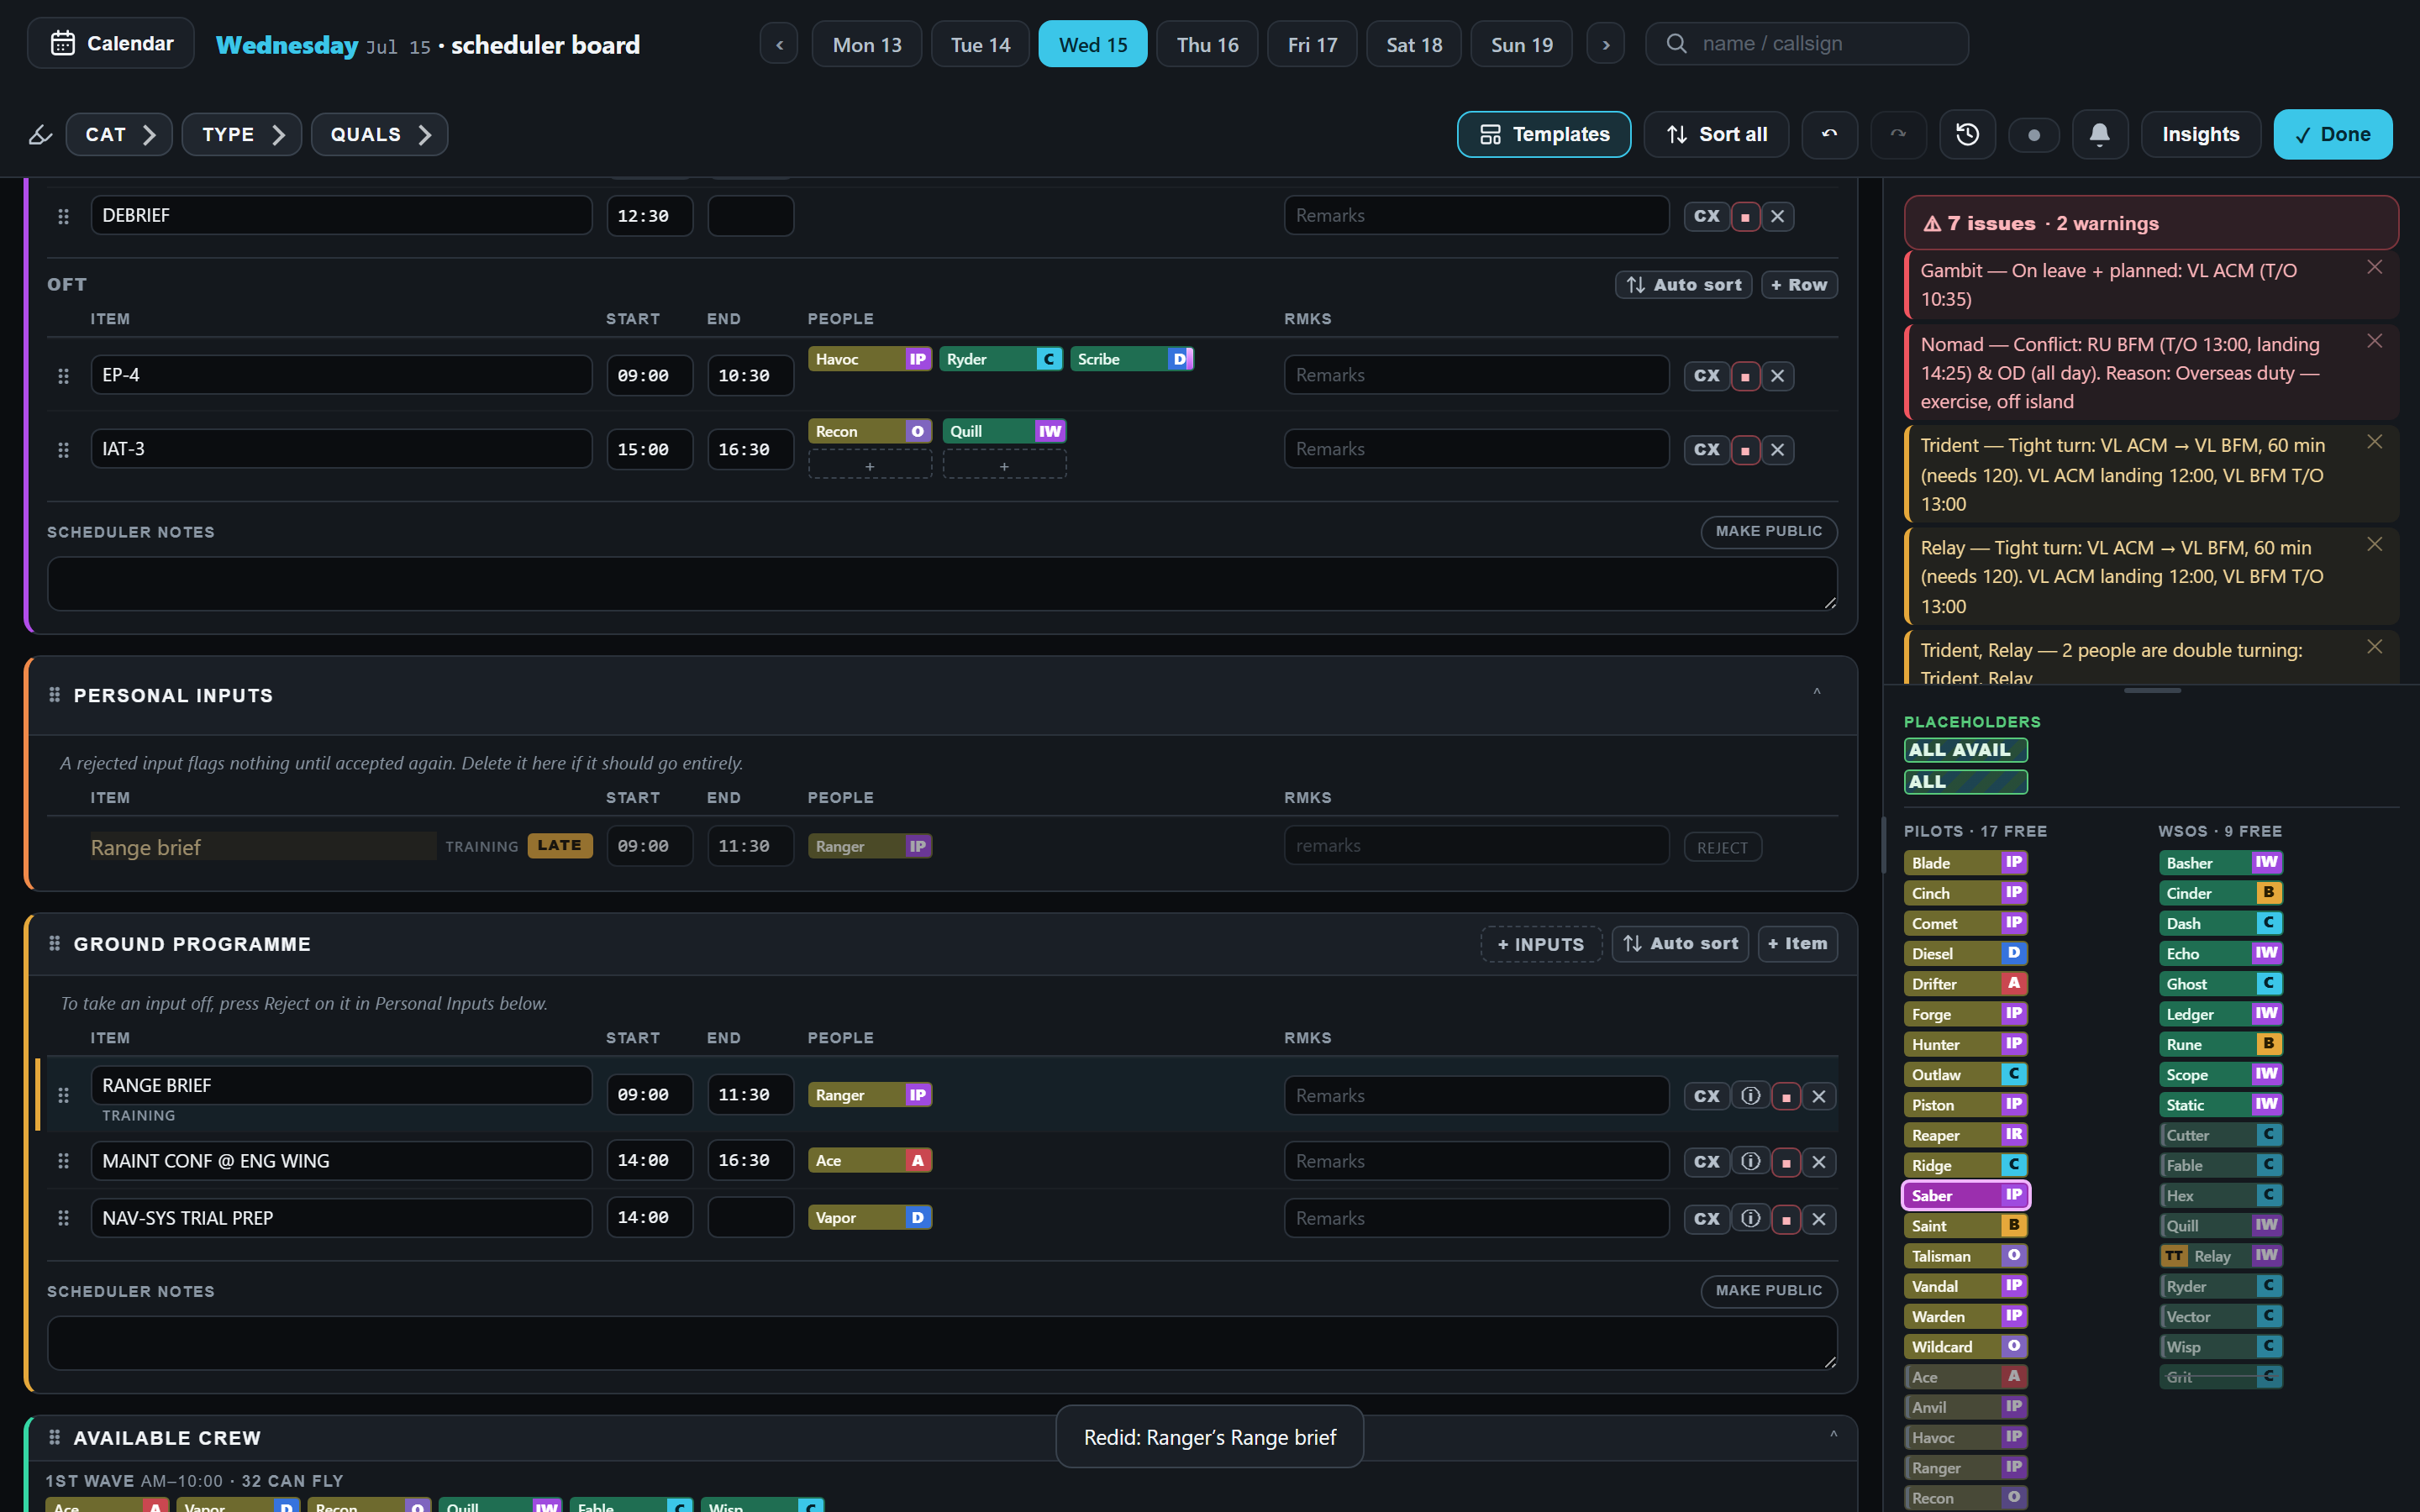 Calendar
Wednesday Jul 15 · scheduler board
‹ Mon 13 Tue 14 Wed 15 Thu 16 Fri 17 Sat 18 Sun 19 ›
name / callsign
CAT TYPE QUALS
Templates Sort all Insights ✓ Done
DEBRIEF 12:30 Remarks CX
OFT Auto sort + Row
ITEM START END PEOPLE RMKS
EP-4 09:00 10:30 Havoc IP Ryder C Scribe D Remarks CX
IAT-3 15:00 16:30 Recon O Quill IW Remarks CX
+ +
SCHEDULER NOTES MAKE PUBLIC
PERSONAL INPUTS
A rejected input flags nothing until accepted again. Delete it here if it should go entirely.
ITEM START END PEOPLE RMKS
Range brief TRAINING LATE 09:00 11:30 Ranger IP remarks REJECT
GROUND PROGRAMME + INPUTS Auto sort + Item
To take an input off, press Reject on it in Personal Inputs below.
ITEM START END PEOPLE RMKS
RANGE BRIEF 09:00 11:30 Ranger IP Remarks CX
TRAINING
MAINT CONF @ ENG WING 14:00 16:30 Ace A Remarks CX
NAV-SYS TRIAL PREP 14:00 Vapor D Remarks CX
SCHEDULER NOTES MAKE PUBLIC
AVAILABLE CREW
1ST WAVE AM–10:00 · 32 CAN FLY
Ace A Vapor D Recon O Quill IW Fable C Wisp C
Redid: Ranger’s Range brief
⚠ 7 issues · 2 warnings
Gambit — On leave + planned: VL ACM (T/O
10:35)
Nomad — Conflict: RU BFM (T/O 13:00, landing
14:25) & OD (all day). Reason: Overseas duty —
exercise, off island
Trident — Tight turn: VL ACM → VL BFM, 60 min
(needs 120). VL ACM landing 12:00, VL BFM T/O
13:00
Relay — Tight turn: VL ACM → VL BFM, 60 min
(needs 120). VL ACM landing 12:00, VL BFM T/O
13:00
Trident, Relay — 2 people are double turning:
Trident, Relay
PLACEHOLDERS
ALL AVAIL
ALL
PILOTS · 17 FREE
Blade IP
Cinch IP
Comet IP
Diesel D
Drifter A
Forge IP
Hunter IP
Outlaw C
Piston IP
Reaper IR
Ridge C
Saber IP
Saint B
Talisman O
Vandal IP
Warden IP
Wildcard O
Ace A
Anvil IP
Havoc IP
Ranger IP
Recon O
WSOS · 9 FREE
Basher IW
Cinder B
Dash C
Echo IW
Ghost C
Ledger IW
Rune B
Scope IW
Static IW
Cutter C
Fable C
Hex C
Quill IW
TT Relay IW
Ryder C
Vector C
Wisp C
Grit C